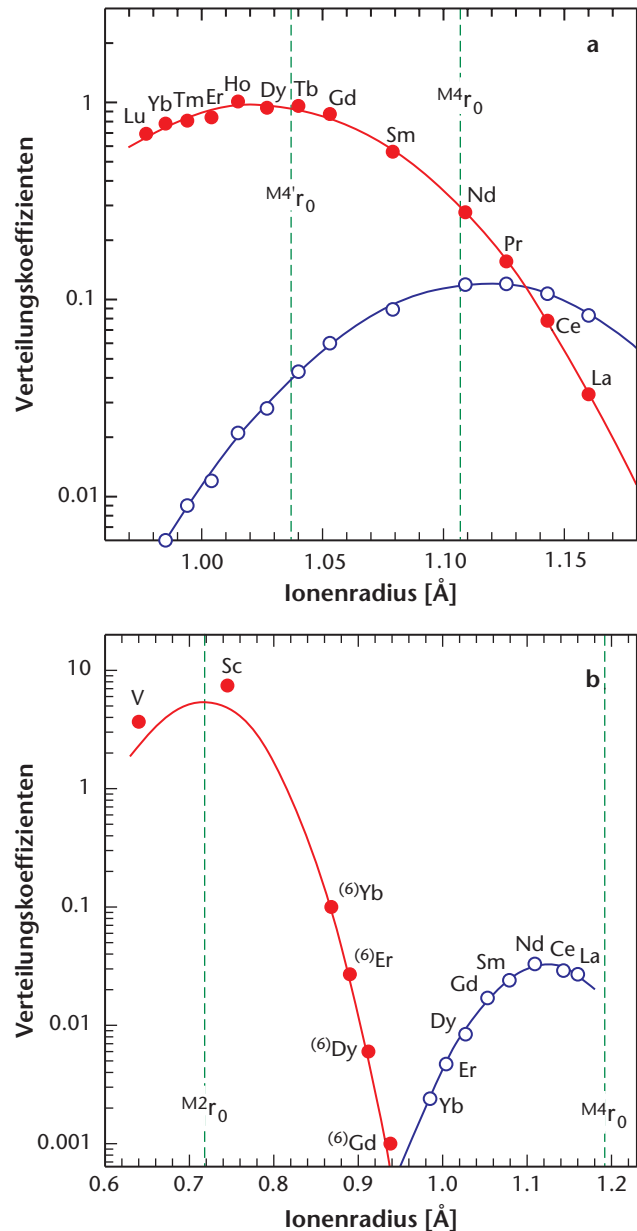 a
10
1
0.1
0.01
Verteilungskoeffizienten
Lu
Yb
Tm
Er
Ho
Dy
Tb
Gd
Sm
Nd
Pr
Ce
La
M4'r0
M4r0
1.00
1.05
1.10
1.15
Ionenradius [Å]
b
10
1
0.1
0.01
0.001
Verteilungskoeffizienten
V
Sc
(6)Yb
(6)Er
(6)Dy
(6)Gd
Nd
Ce
La
Sm
Gd
Dy
Er
Yb
M2r0
M4r0
0.6
0.7
0.8
0.9
1.0
1.1
1.2
Ionenradius [Å]